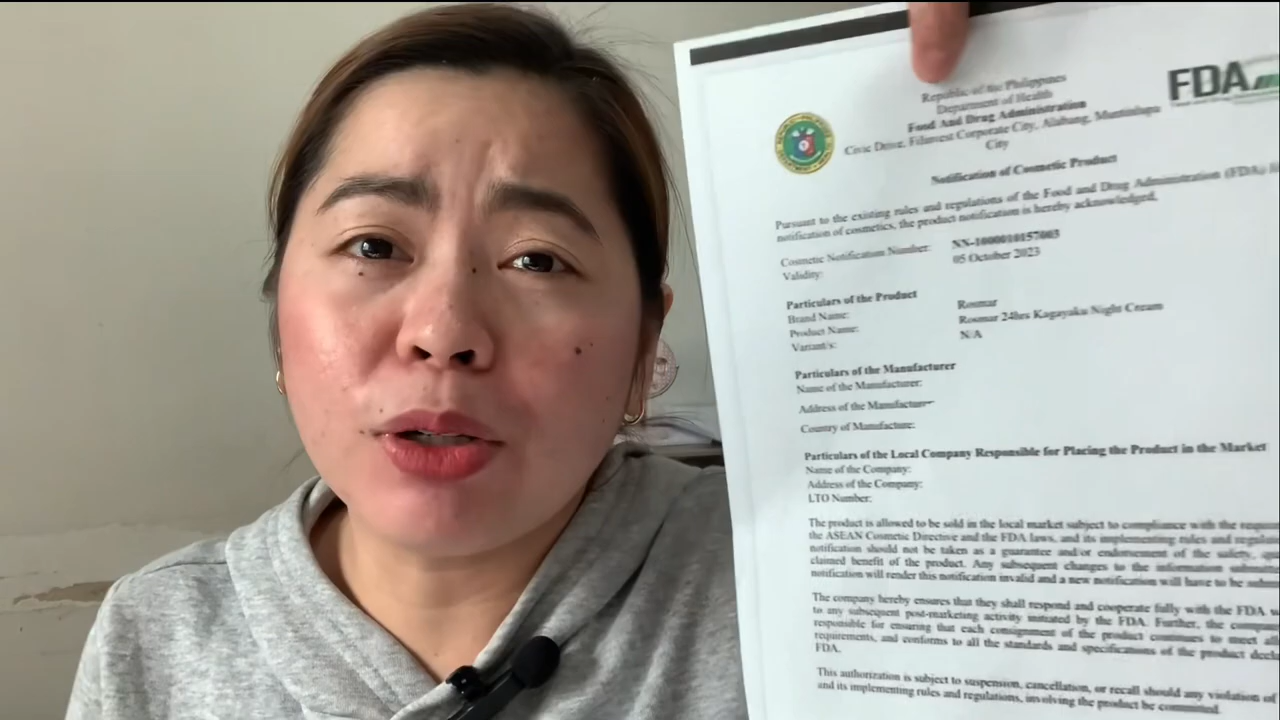 FDA
Republic of the Philippines
Department of Health
Food And Drug Administration
Civic Drive, Filinvest Corporate City, Alabang, Muntinlupa
City
Notification of Cosmetic Product
Pursuant to the existing rules and regulations of the Food and Drug Administration (FDA)
notification of cosmetics, the product notification is hereby acknowledged,
Cosmetic Notification Number: NN-1000010157003
Validity: 05 October 2023
Particulars of the Product
Brand Name: Rosmar
Product Name: Rosmar 24hrs Kagayaku Night Cream
Variant/s: N/A
Particulars of the Manufacturer
Name of the Manufacturer:
Address of the Manufacturer
Country of Manufacture:
Particulars of the Local Company Responsible for Placing the Product in the Market
Name of the Company:
Address of the Company:
LTO Number:
The product is allowed to be sold in the local market subject to compliance with the
the ASEAN Cosmetic Directive and the FDA laws, and its implementing rules and
notification should not be taken as a guarantee and/or endorsement of the safety,
claimed benefit of the product. Any subsequent changes to the information
notification will render this notification invalid and a new notification will have to be
The company hereby ensures that they shall respond and cooperate fully with the FDA
to any subsequent post-marketing activity initiated by the FDA. Further, the
responsible for ensuring that each consignment of the product continues to meet
requirements, and conforms to all the standards and specifications of the product
FDA.
This authorization is subject to suspension, cancellation, or recall should any violation of
and its implementing rules and regulations, involving the product be committed.